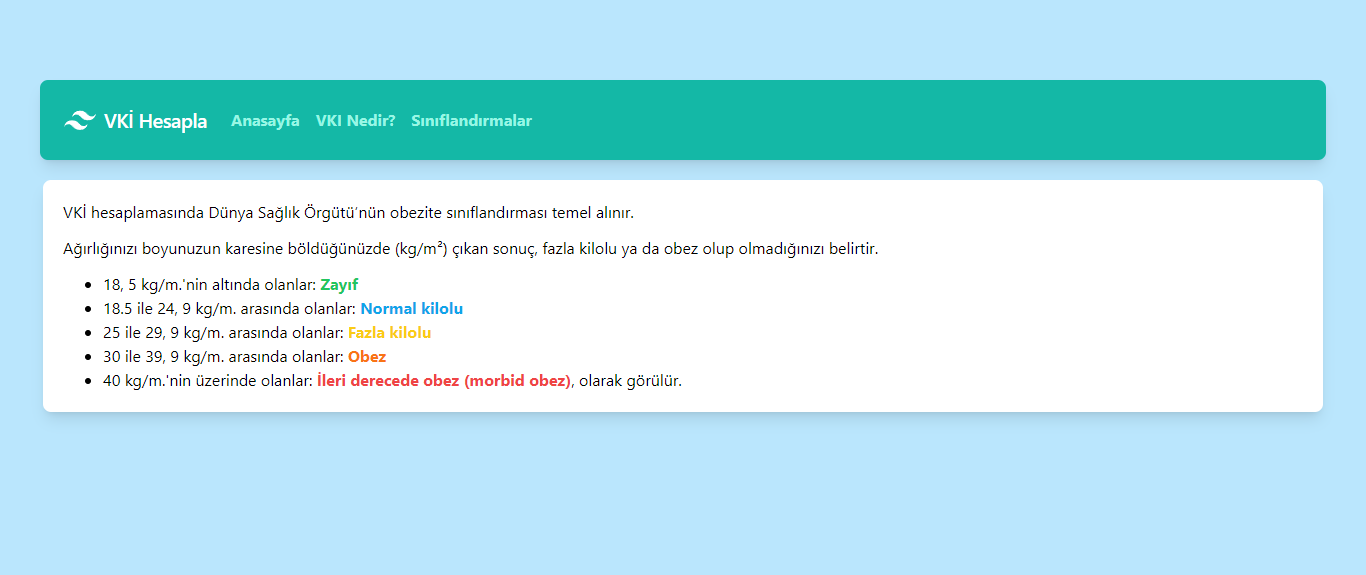 VKİ Hesapla Anasayfa VKI Nedir? Sınıflandırmalar
VKİ hesaplamasında Dünya Sağlık Örgütü’nün obezite sınıflandırması temel alınır.
Ağırlığınızı boyunuzun karesine böldüğünüzde (kg/m²) çıkan sonuç, fazla kilolu ya da obez olup olmadığınızı belirtir.
18, 5 kg/m.'nin altında olanlar: Zayıf
18.5 ile 24, 9 kg/m. arasında olanlar: Normal kilolu
25 ile 29, 9 kg/m. arasında olanlar: Fazla kilolu
30 ile 39, 9 kg/m. arasında olanlar: Obez
40 kg/m.'nin üzerinde olanlar: İleri derecede obez (morbid obez), olarak görülür.